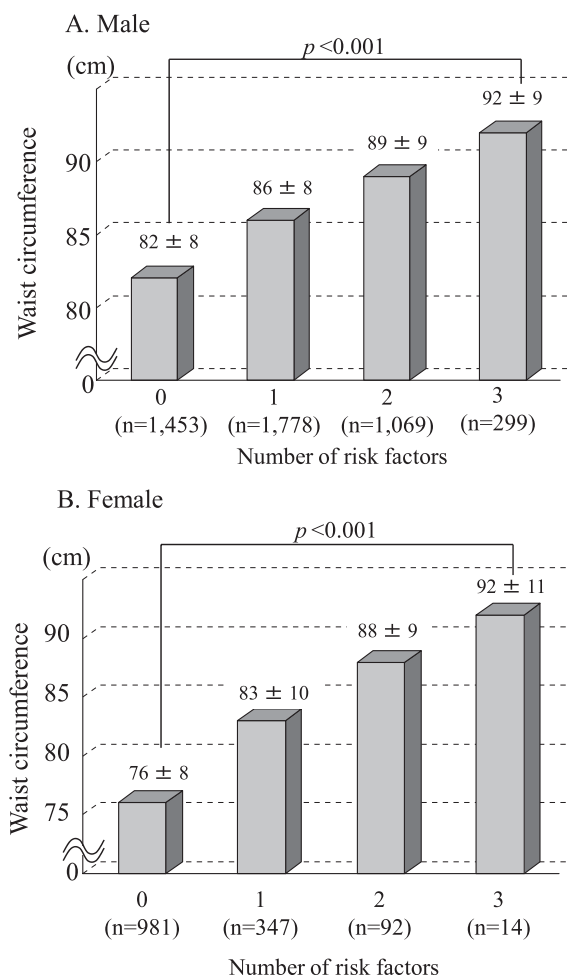 A. Male
p<0.001
(cm)
92 ± 9
89 ± 9
90
86 ± 8
85
82 ± 8
80
0
Waist circumference
0 1 2 3
(n=1,453) (n=1,778) (n=1,069) (n=299)
Number of risk factors
B. Female
p<0.001
(cm)
92 ± 11
90
88 ± 9
85
83 ± 10
80
76 ± 8
75
0
Waist circumference
0 1 2 3
(n=981) (n=347) (n=92) (n=14)
Number of risk factors